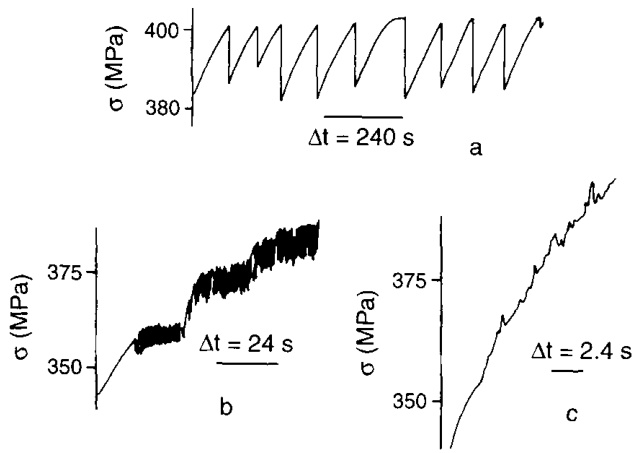 400
σ (MPa)
380
Δt = 240 s
a
375
σ (MPa)
350
Δt = 24 s
b
375
σ (MPa)
350
Δt = 2.4 s
c